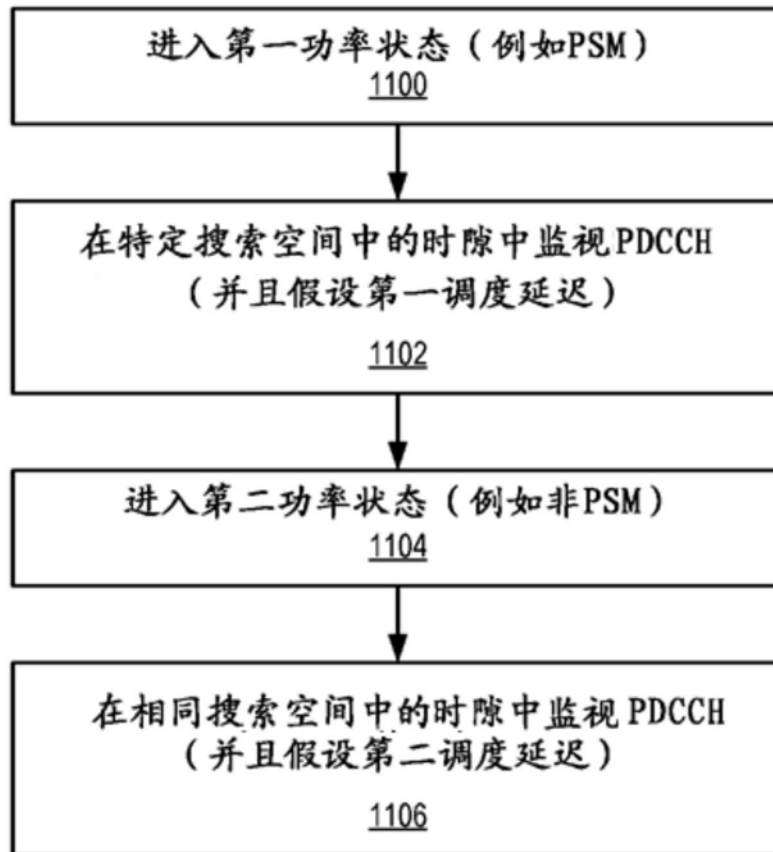 进入第一功率状态（例如PSM）
1100
在特定搜索空间中的时隙中监视PDCCH
（并且假设第一调度延迟）
1102
进入第二功率状态（例如非PSM）
1104
在相同搜索空间中的时隙中监视PDCCH
（并且假设第二调度延迟）
1106